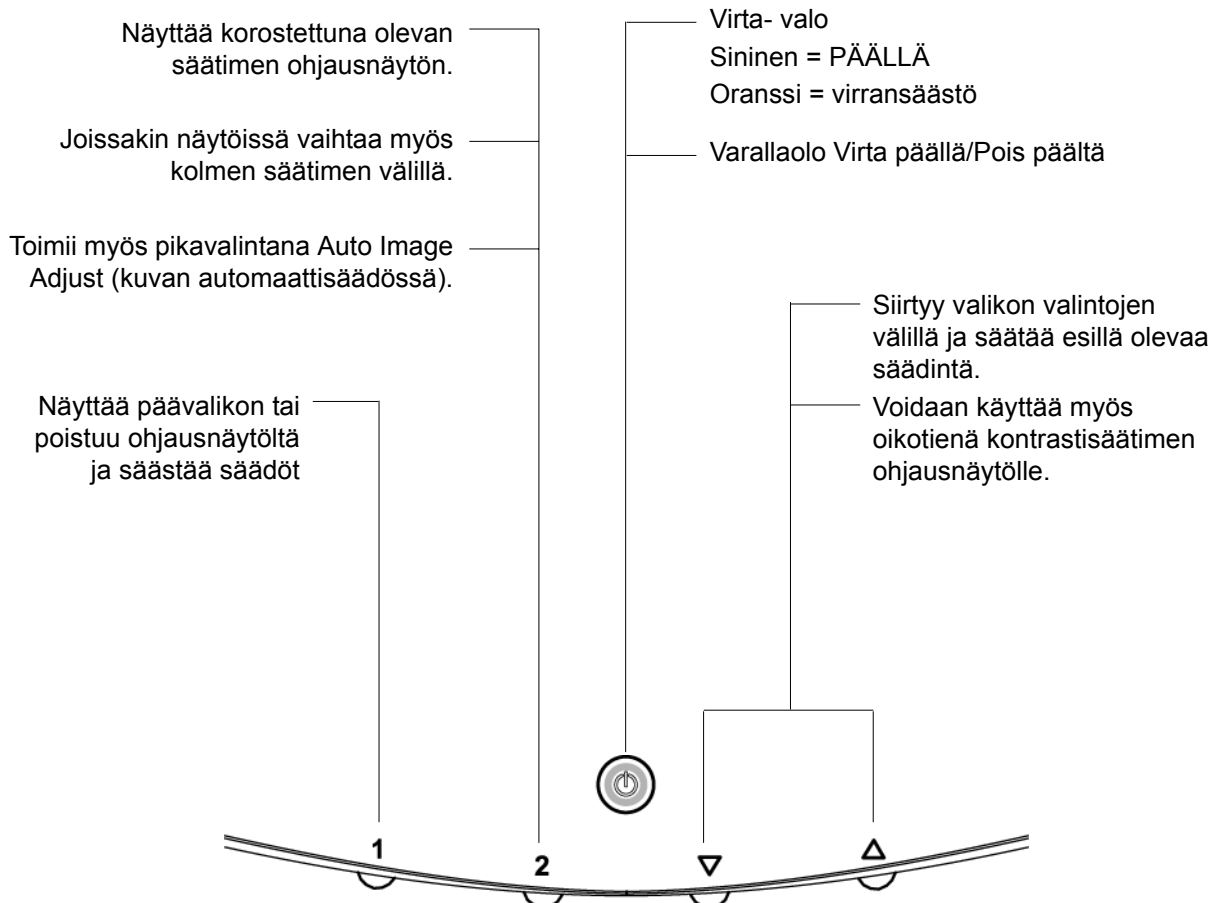 Näyttää korostettuna olevan
säätimen ohjausnäytön.
Joissakin näytöissä vaihtaa myös
kolmen säätimen välillä.
Toimii myös pikavalintana Auto Image
Adjust (kuvan automaattisäädössä).
Näyttää päävalikon tai
poistuu ohjausnäytöltä
ja säästää säädöt
Virta- valo
Sininen = PÄÄLLÄ
Oranssi = virransäästö
Varallaolo Virta päällä/Pois päältä
Siirtyy valikon valintojen
välillä ja säätää esillä olevaa
säädintä.
Voidaan käyttää myös
oikotienä kontrastisäätimen
ohjausnäytölle.
1
2